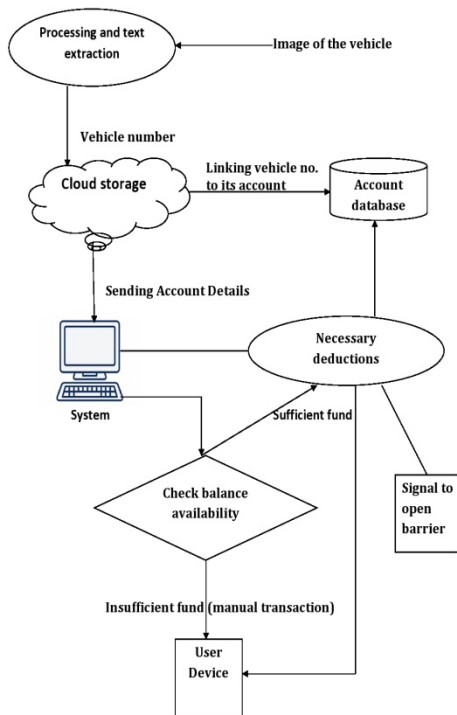 Processing and text
extraction
Image of the vehicle
Vehicle number
Cloud storage
Linking vehicle no.
to its account
Account
database
Sending Account Details
System
Necessary
deductions
Sufficient fund
Check balance
availability
Signal to
open
barrier
Insufficient fund (manual transaction)
User
Device